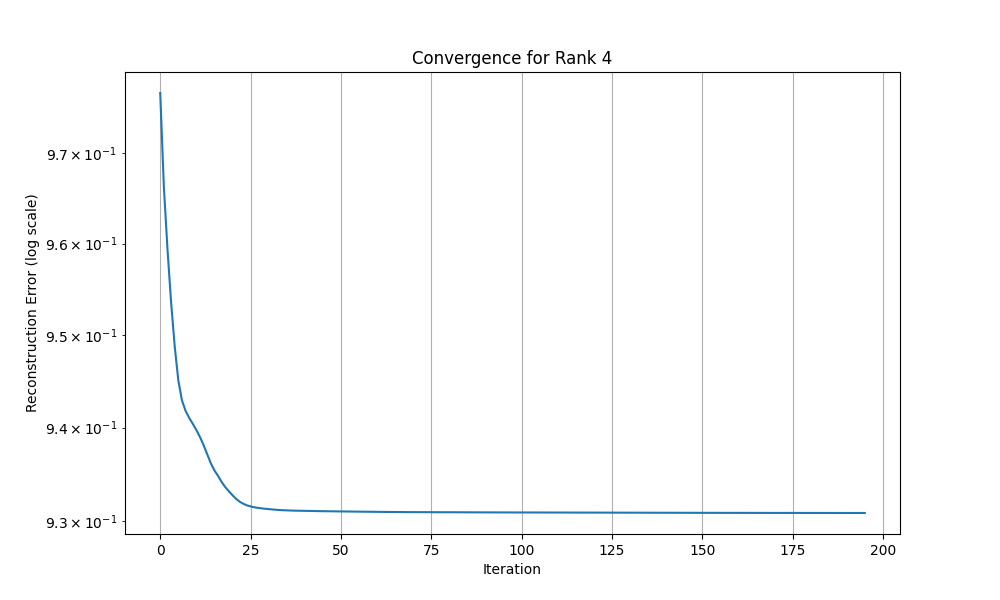 Convergence for Rank 4
Reconstruction Error (log scale)
9.7 × 10⁻¹
9.6 × 10⁻¹
9.5 × 10⁻¹
9.4 × 10⁻¹
9.3 × 10⁻¹
0 25 50 75 100 125 150 175 200
Iteration